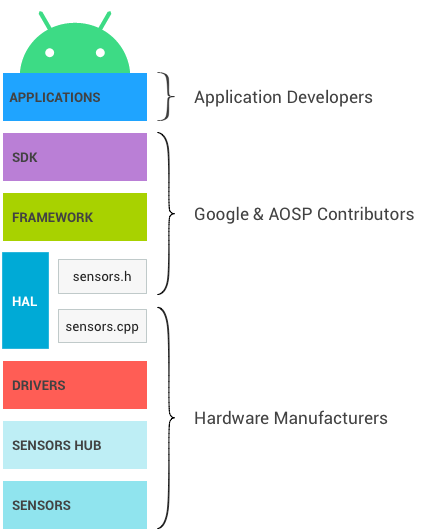 APPLICATIONS
Application Developers
SDK
FRAMEWORK
Google & AOSP Contributors
HAL
sensors.h
sensors.cpp
DRIVERS
SENSORS HUB
Hardware Manufacturers
SENSORS